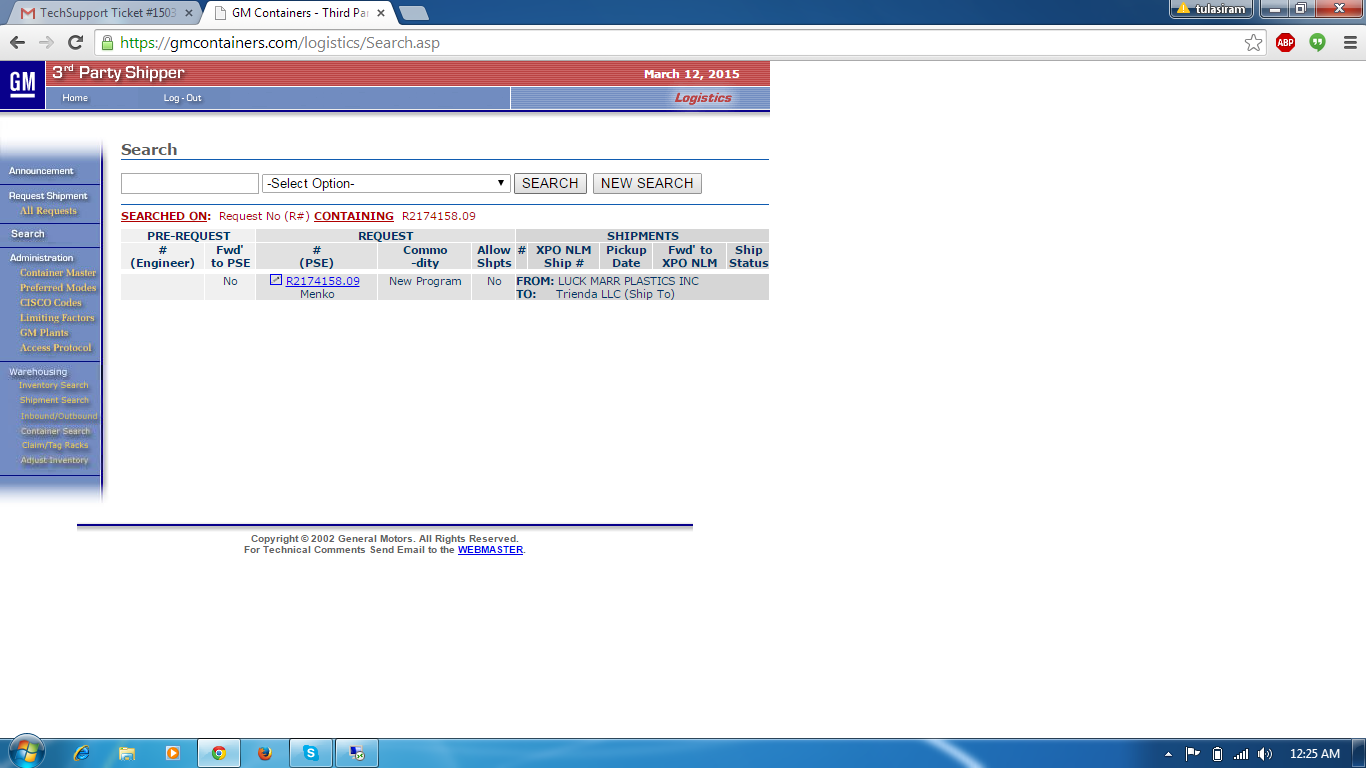 TechSupport Ticket #1503
GM Containers - Third Pa
tulasiram
https://gmcontainers.com/logistics/Search.asp
ABP
GM
3rd Party Shipper
March 12, 2015
Home
Log - Out
Logistics
Announcement
Request Shipment
All Requests
Search
Administration
Container Master
Preferred Modes
CISCO Codes
Limiting Factors
GM Plants
Access Protocol
Warehousing
Inventory Search
Shipment Search
Inbound/Outbound
Container Search
Claim/Tag Racks
Adjust Inventory
Search
-Select Option-
SEARCH
NEW SEARCH
SEARCHED ON: Request No (R#) CONTAINING R2174158.09
PRE-REQUEST REQUEST SHIPMENTS
# Fwd' # Commo Allow # XPO NLM Pickup Fwd' to Ship
(Engineer) to PSE (PSE) -dity Shpts Ship # Date XPO NLM Status
No R2174158.09 New Program No FROM: LUCK MARR PLASTICS INC
Menko TO: Trienda LLC (Ship To)
Copyright © 2002 General Motors. All Rights Reserved.
For Technical Comments Send Email to the WEBMASTER.
12:25 AM